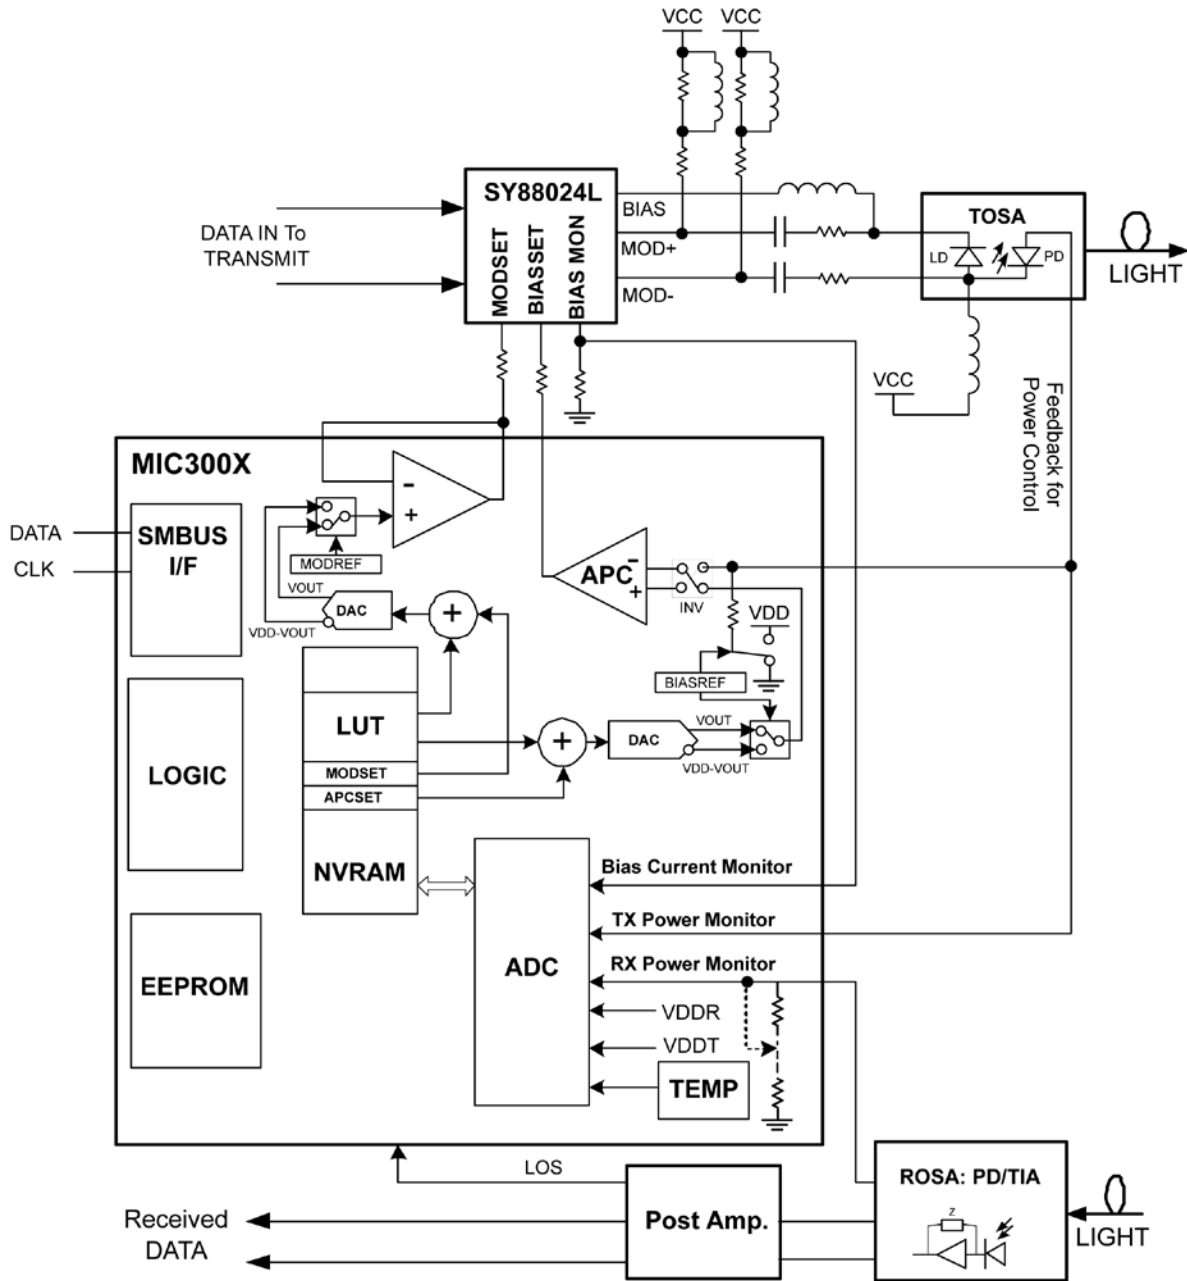 VCC
VCC
SY88024L
BIAS
MOD+
MOD-
MODSET
BIASSET
BIAS MON
DATA IN To
TRANSMIT
TOSA
LD
PD
LIGHT
VCC
Feedback for
Power Control
MIC300X
DATA
CLK
SMBUS
I/F
-
+
MODREF
VOUT
DAC
VDD-VOUT
+
APC
-
+
INV
VDD
BIASREF
LUT
MODSET
APCSET
NVRAM
+
DAC
VOUT
VDD-VOUT
LOGIC
EEPROM
ADC
Bias Current Monitor
TX Power Monitor
RX Power Monitor
VDDR
VDDT
TEMP
LOS
Received
DATA
Post Amp.
ROSA: PD/TIA
Z
LIGHT